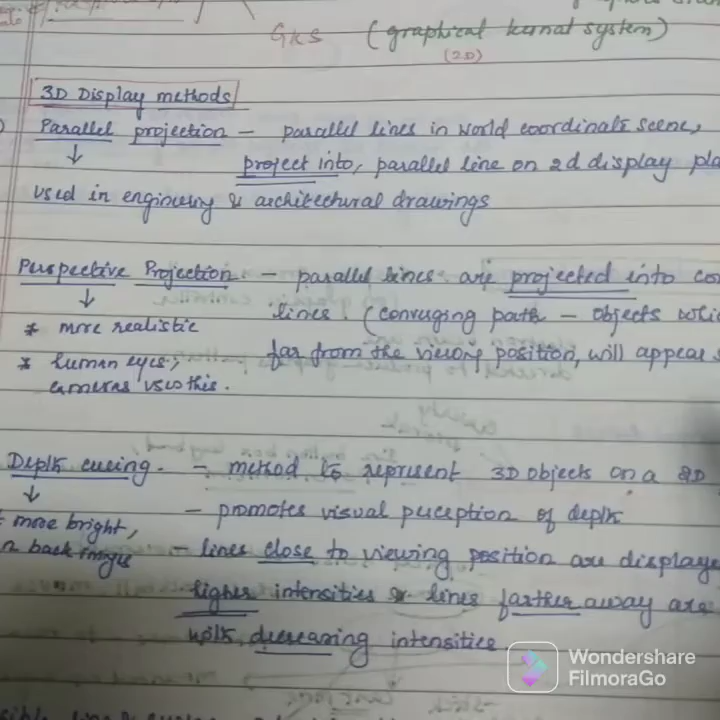 GKS (graphical kurnal system)
(2D)
3D Display methods
Parallel projection – parallel lines in world coordinate scene,
↓ project into, parallel line on 2d display
used in enginerrg & architectural drawings
Perspective Projection – parallel lines are projected into
↓ lines. (converging path – objects
* more realistic far from the viewing position, will appear
* human eyes,
cameras uses this.
Depth cueing. – method to represent 3D objects on a 2D
↓ – promotes visual perception of depth
more bright,
back images – lines close to viewing position are
higher intensities & lines farther away are
with decreasing intensities
Wondershare
FilmoraGo